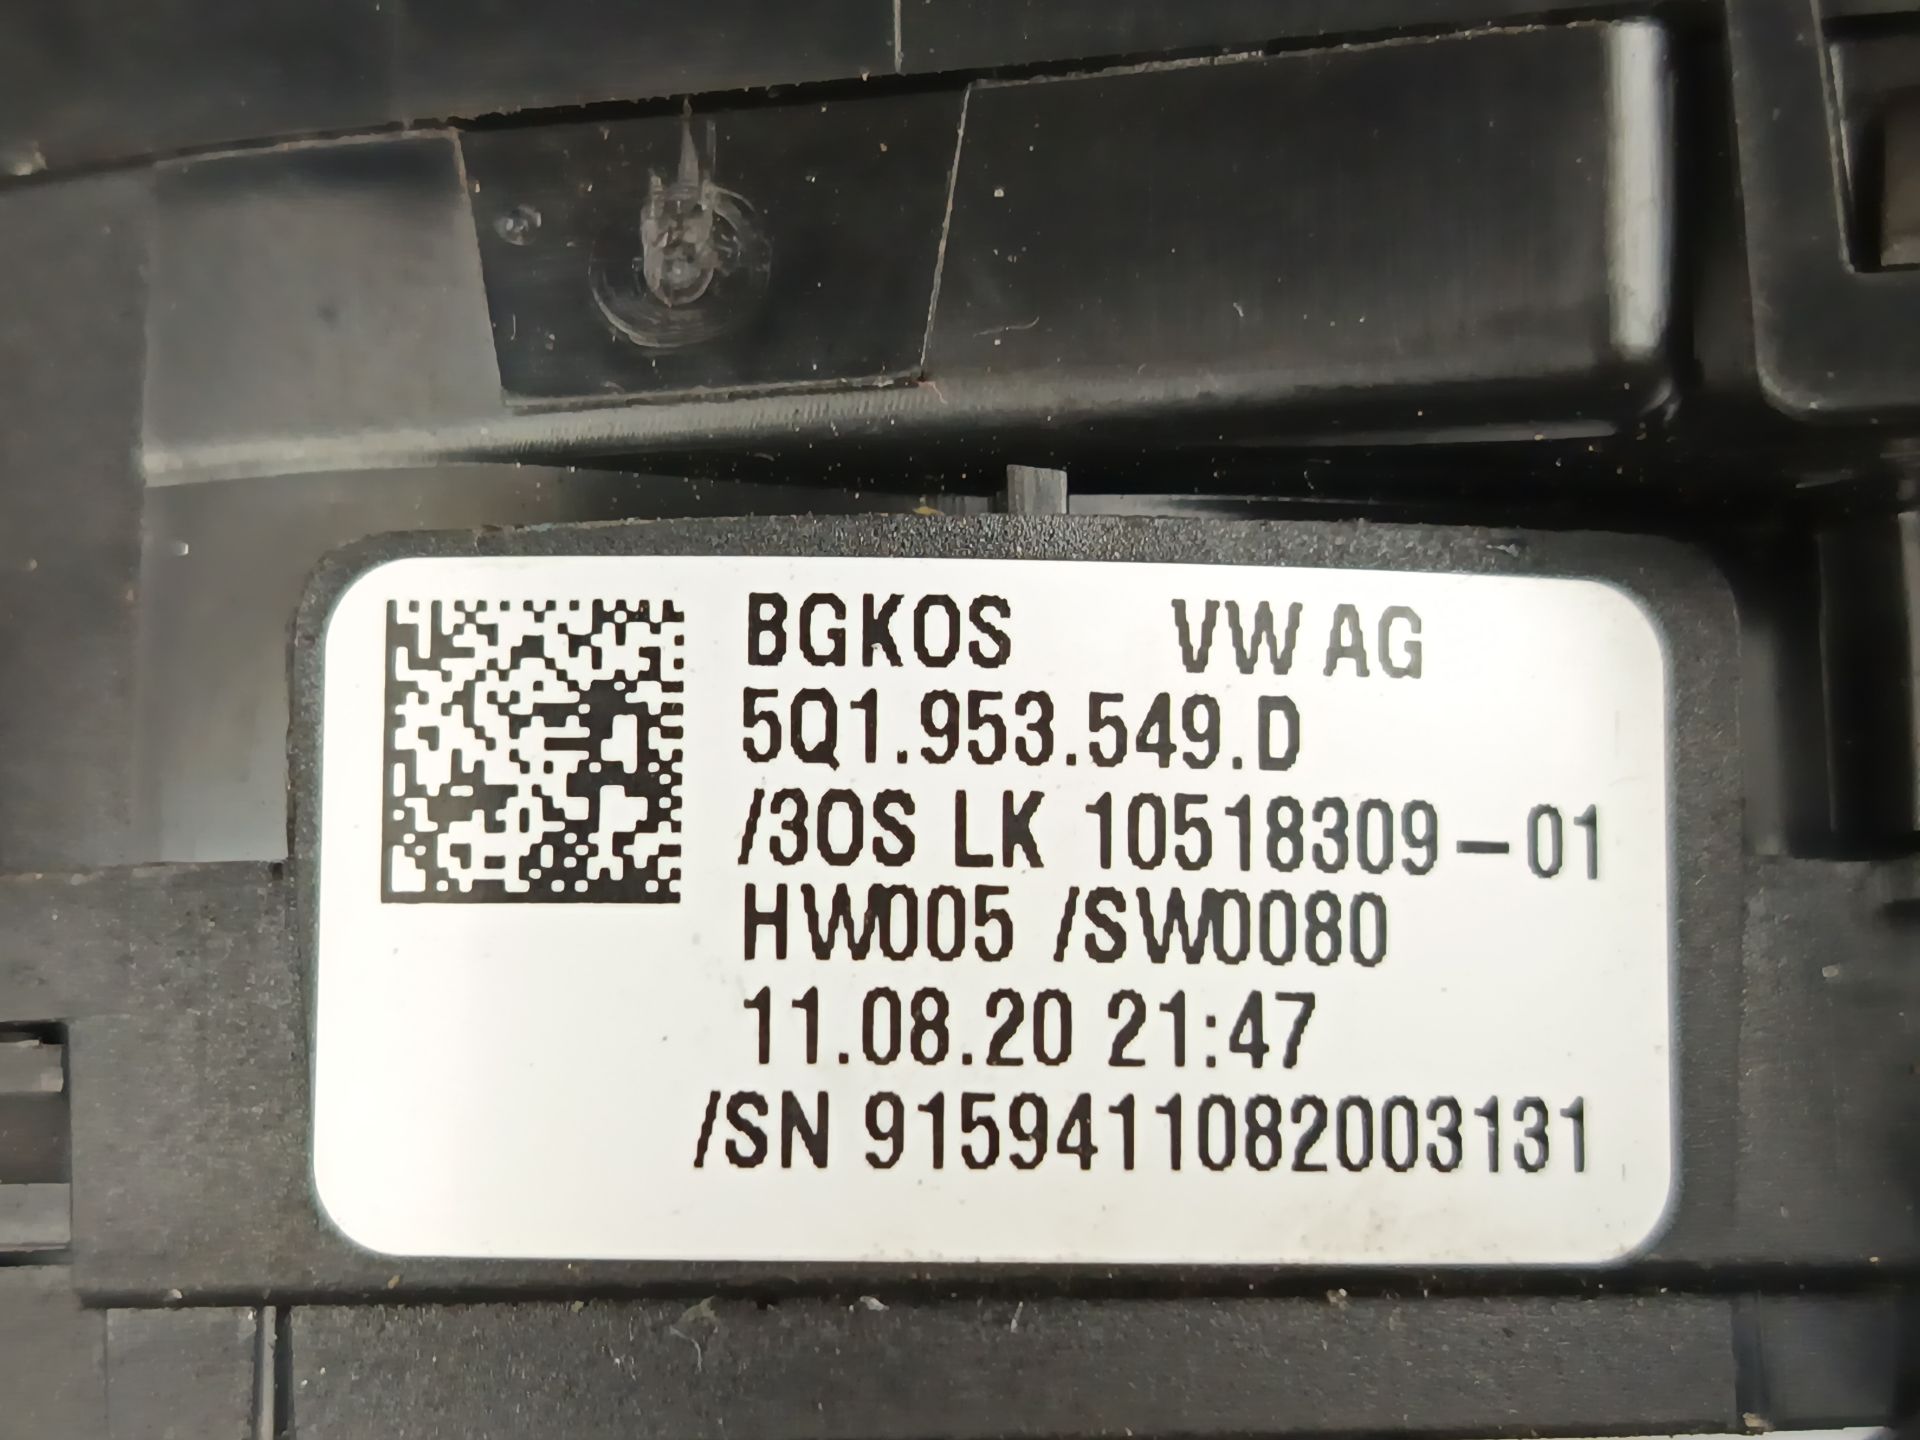 BGKOS VW AG
5Q1.953.549.D
/3OS LK 10518309-01
HW005 /SW0080
11.08.20 21:47
/SN 9159411082003131